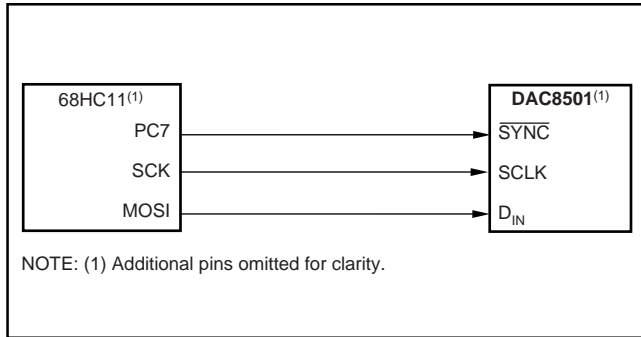 68HC11(1) DAC8501(1)
PC7 SYNC
SCK SCLK
MOSI DIN
NOTE: (1) Additional pins omitted for clarity.